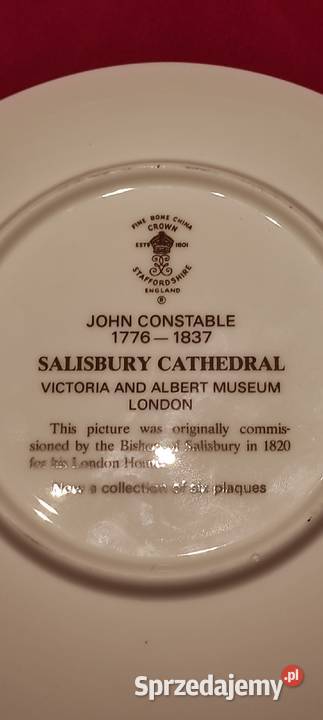 FINE BONE CHINA
CROWN
ESTD 1801
STAFFORDSHIRE
ENGLAND
®
JOHN CONSTABLE
1776 — 1837
SALISBURY CATHEDRAL
VICTORIA AND ALBERT MUSEUM
LONDON
This picture was originally commis-
sioned by the Bishop of Salisbury in 1820
for his London
a collection of six plaques
Sprzedajemy.pl